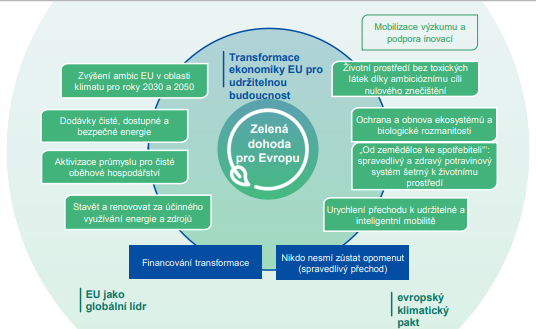 Mobilizace výzkumu a
podpora inovací
Transformace
ekonomiky EU pro
udržitelnou
budoucnost
Zvýšení ambic EU v oblasti
klimatu pro roky 2030 a 2050
Životní prostředí bez toxických
látek díky ambicióznímu cíli
nulového znečištění
Dodávky čisté, dostupné a
bezpečné energie
Ochrana a obnova ekosystémů a
biologické rozmanitosti
Zelená
dohoda
pro Evropu
Aktivizace průmyslu pro čisté
oběhové hospodářství
„Od zemědělce ke spotřebiteli“:
spravedlivý a zdravý potravinový
systém šetrný k životnímu
prostředí
Stavět a renovovat za účinného
využívání energie a zdrojů
Urychlení přechodu k udržitelné a
inteligentní mobilitě
Financování transformace
Nikdo nesmí zůstat opomenut
(spravedlivý přechod)
EU jako
globální lídr
evropský
klimatický
pakt